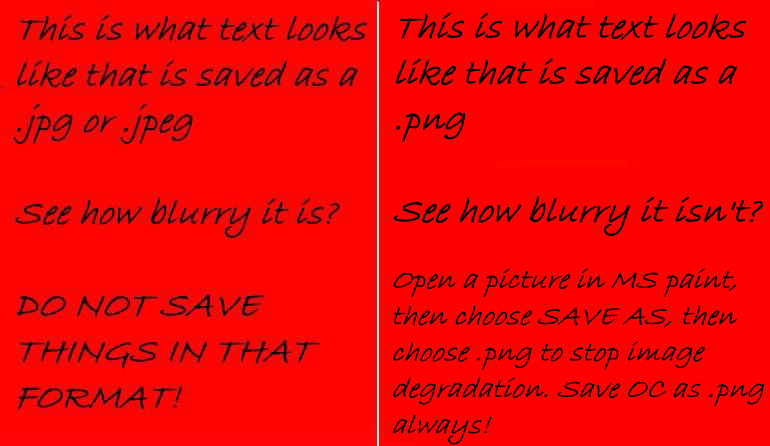 This is what text looks
like that is saved as a
.jpg or .jpeg
See how blurry it is?
DO NOT SAVE
THINGS IN THAT
FORMAT!
This is what text looks
like that is saved as a
.png
See how blurry it isn't?
Open a picture in MS paint,
then choose SAVE AS, then
choose .png to stop image
degradation. Save OC as .png
always!